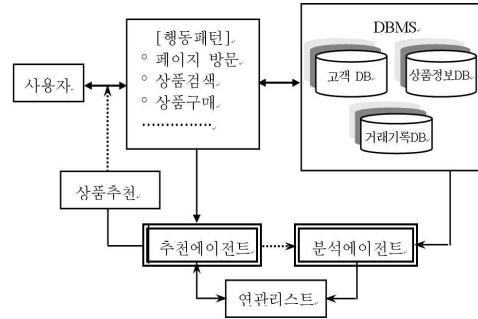 [행동패턴]
○ 페이지 방문
○ 상품검색
○ 상품구매
……………
DBMS
고객 DB
상품정보DB
거래기록DB
사용자
상품추천
추천에이전트
분석에이전트
연관리스트